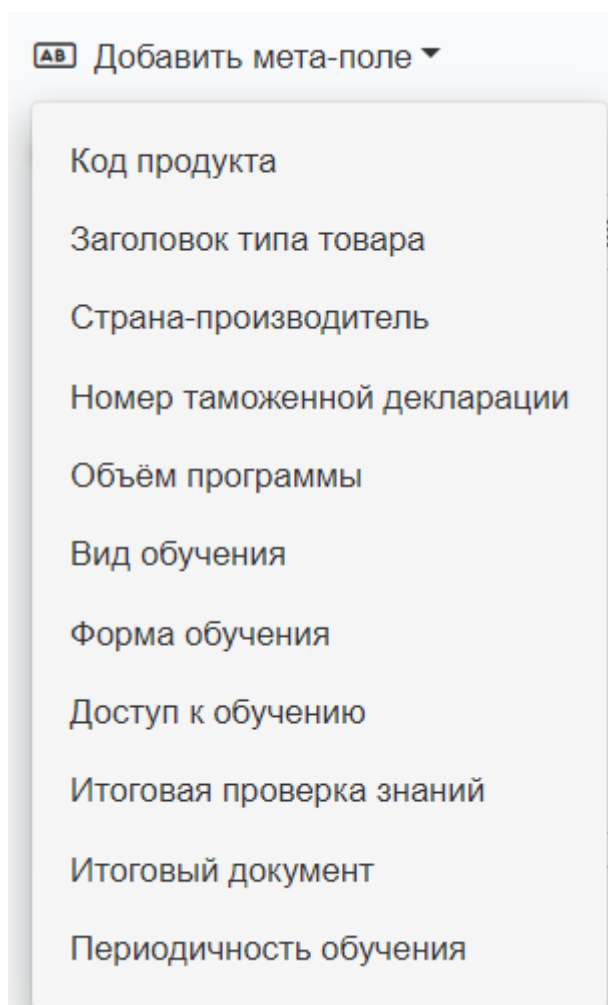 AB Добавить мета-поле
Код продукта
Заголовок типа товара
Страна-производитель
Номер таможенной декларации
Объём программы
Вид обучения
Форма обучения
Доступ к обучению
Итоговая проверка знаний
Итоговый документ
Периодичность обучения